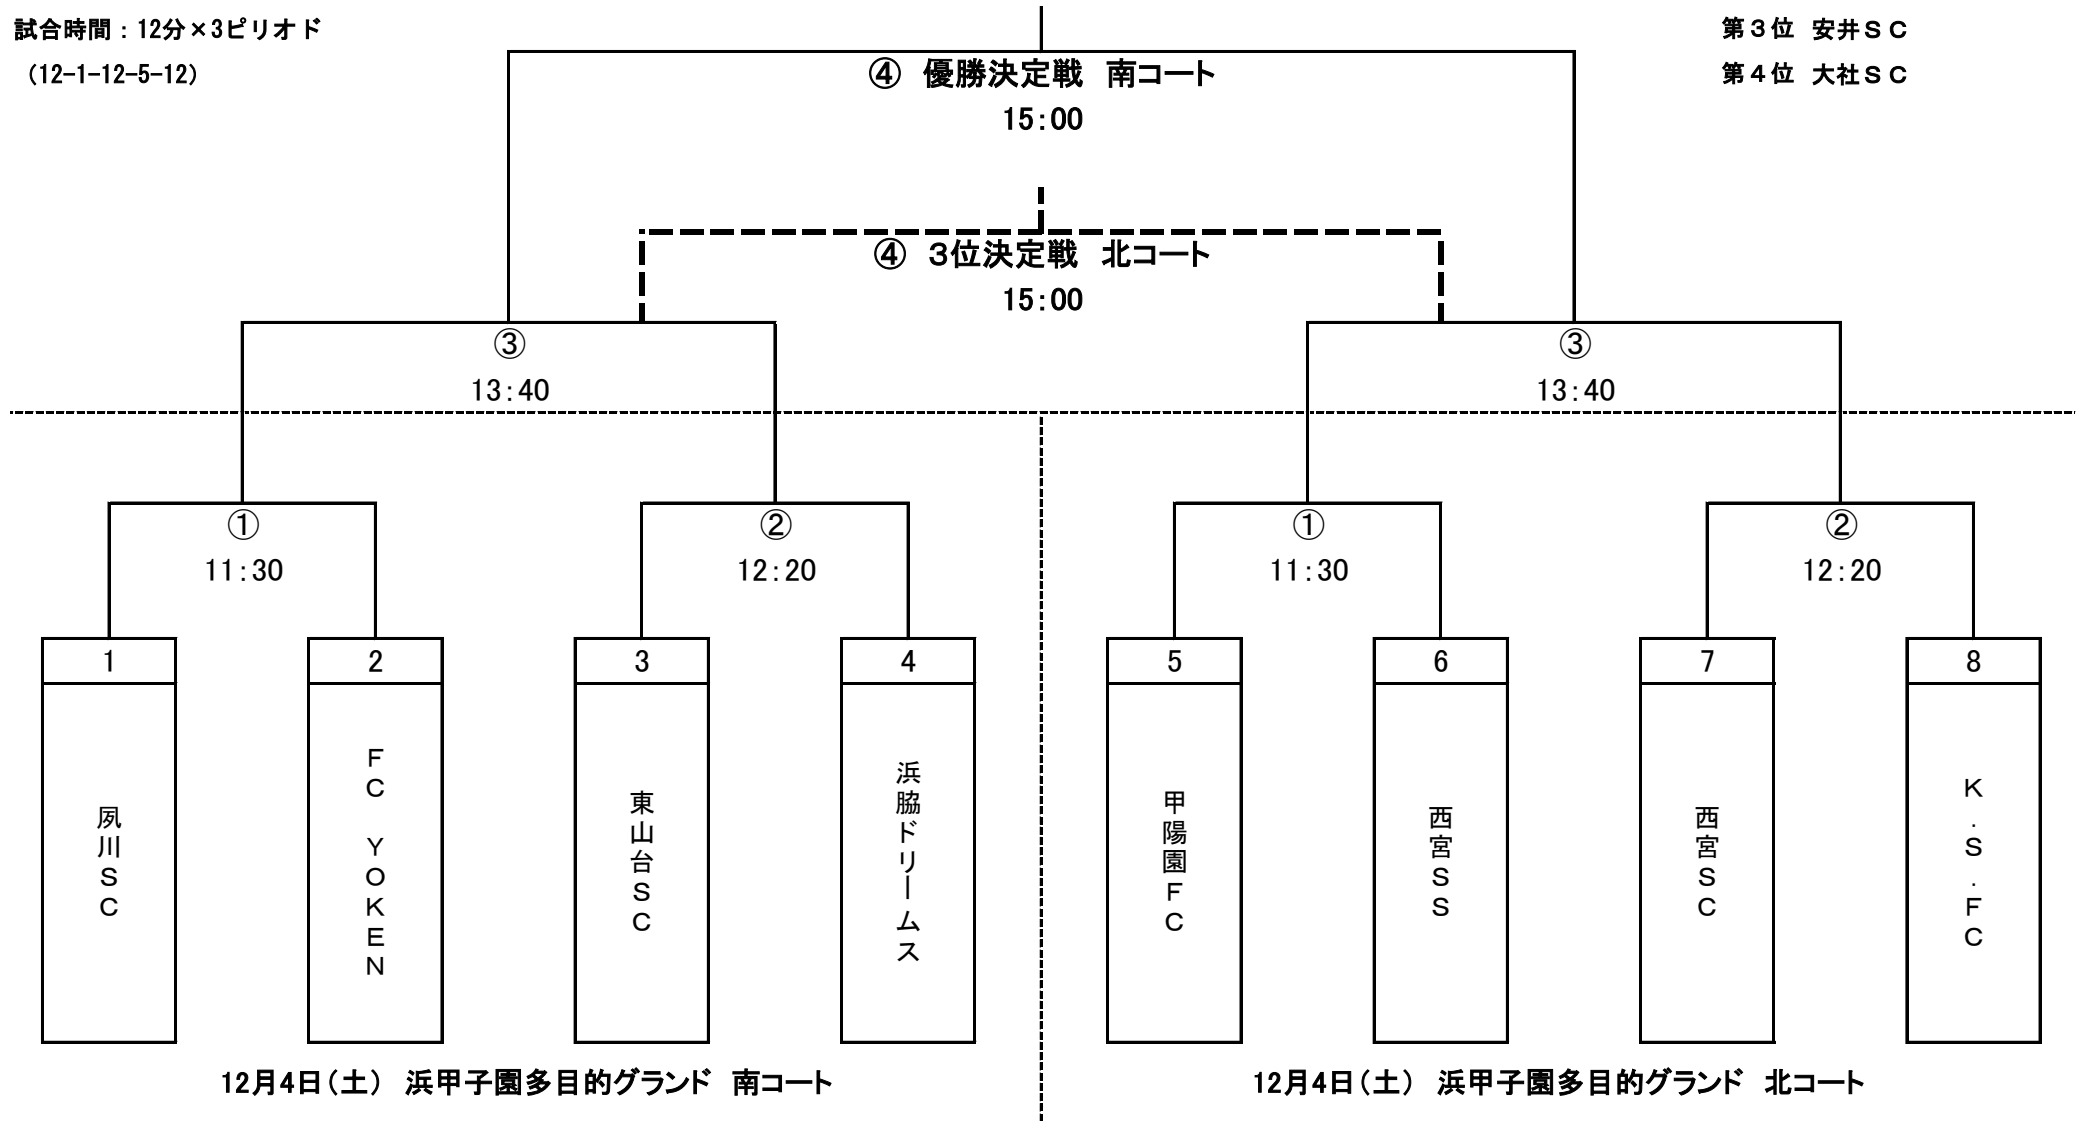 試合時間：12分×3ピリオド
（12-1-12-5-12）
第３位　安井ＳＣ
第４位　大社ＳＣ
④　優勝決定戦　南コート
15：00
④　３位決定戦　北コート
15：00
③
13：40
③
13：40
①
11：30
②
12：20
①
11：30
②
12：20
1
2
3
4
5
6
7
8
夙川ＳＣ
ＦＣ　ＹＯＫＥＮ
東山台ＳＣ
浜脇ドリームス
甲陽園ＦＣ
西宮ＳＳ
西宮ＳＣ
Ｋ．Ｓ．ＦＣ
12月4日（土）　浜甲子園多目的グランド　南コート
12月4日（土）　浜甲子園多目的グランド　北コート